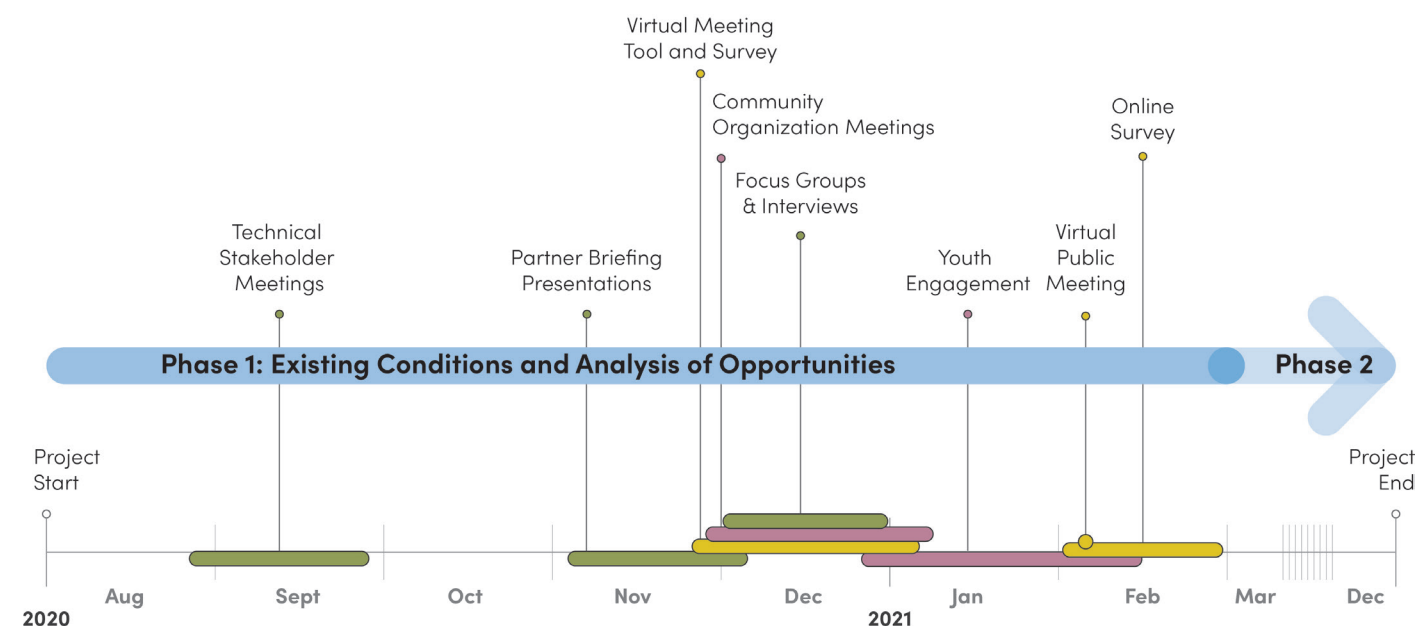 Virtual Meeting
Tool and Survey
Community
Organization Meetings
Online
Survey
Focus Groups
& Interviews
Technical
Stakeholder
Meetings
Partner Briefing
Presentations
Youth
Engagement
Virtual
Public
Meeting
Phase 1: Existing Conditions and Analysis of Opportunities
Phase 2
Project
Start
Project
End
Aug
Sept
Oct
Nov
Dec
Jan
Feb
Mar
Dec
2020
2021